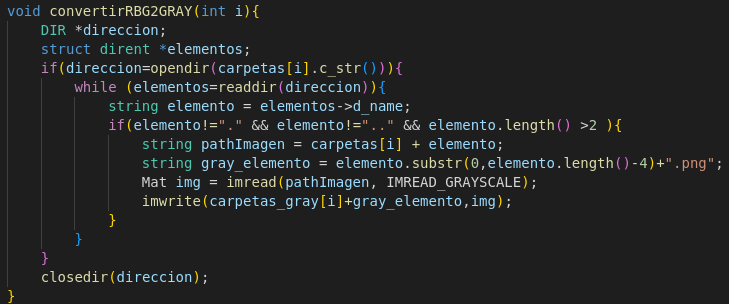 void convertirRBG2GRAY(int i){
    DIR *direccion;
    struct dirent *elementos;
    if(direccion=opendir(carpetas[i].c_str())){
        while (elementos=readdir(direccion)){
            string elemento = elementos->d_name;
            if(elemento!="." && elemento!=".." && elemento.length() >2 ){
                string pathImagen = carpetas[i] + elemento;
                string gray_elemento = elemento.substr(0,elemento.length()-4)+".png";
                Mat img = imread(pathImagen, IMREAD_GRAYSCALE);
                imwrite(carpetas_gray[i]+gray_elemento,img);
            }
        }
    }
    closedir(direccion);
}